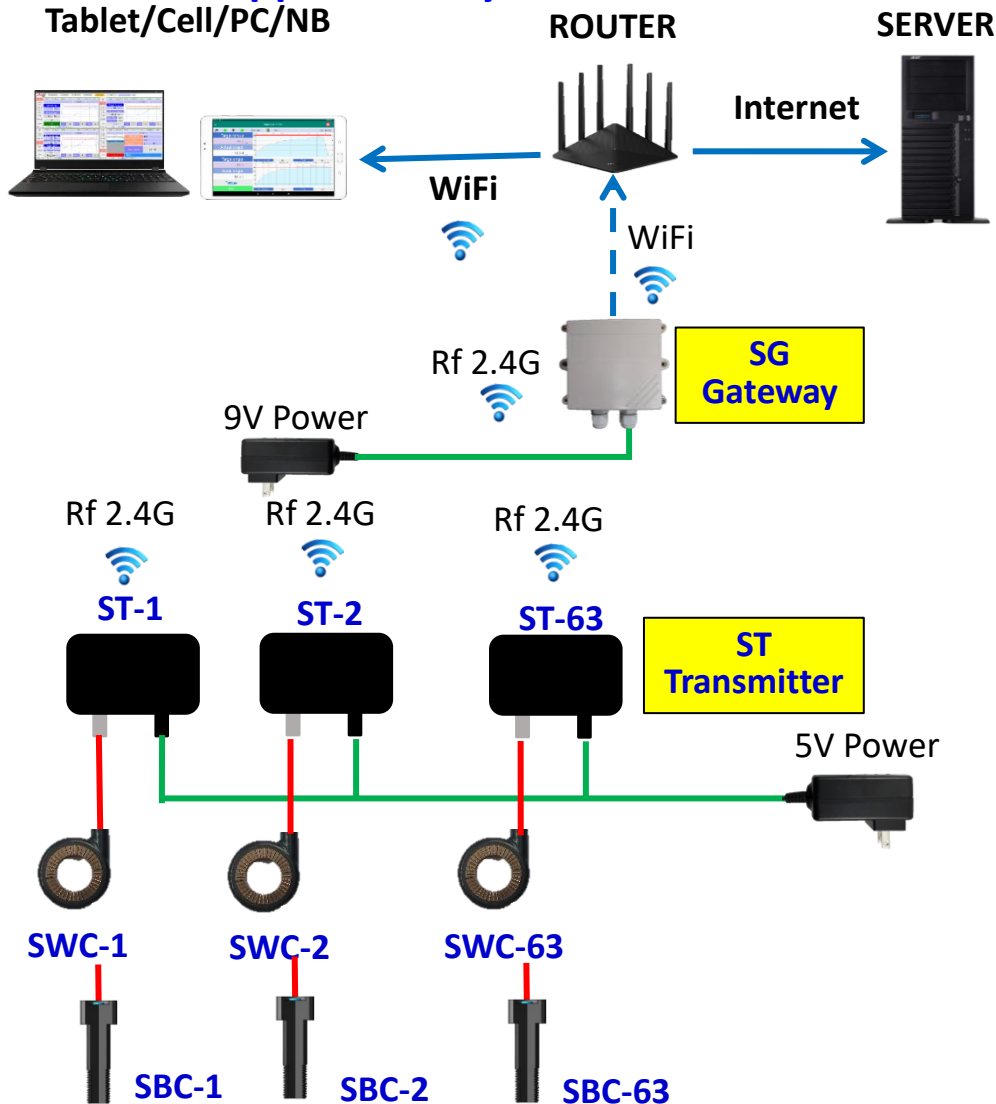 Tablet/Cell/PC/NB
ROUTER
SERVER
Internet
WiFi
WiFi
Rf 2.4G
SG
Gateway
9V Power
Rf 2.4G
Rf 2.4G
Rf 2.4G
ST-1
ST-2
ST-63
ST
Transmitter
5V Power
SWC-1
SWC-2
SWC-63
SBC-1
SBC-2
SBC-63